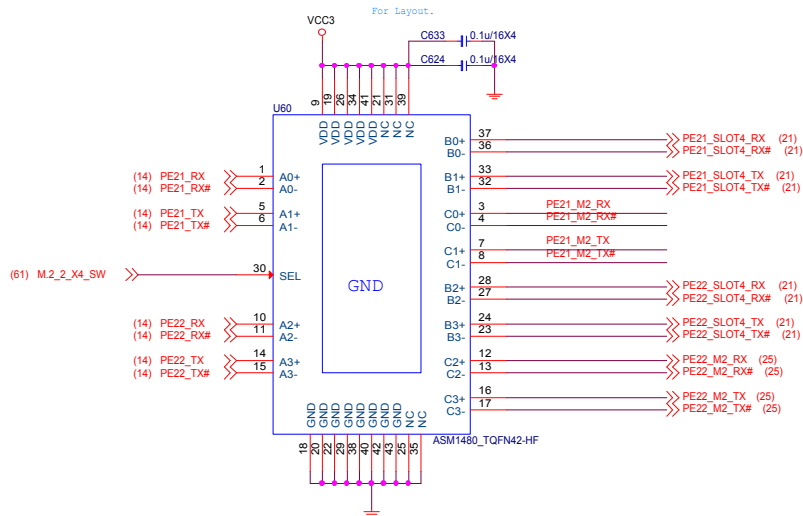 For Layout.
VCC3
C633 0.1u/16X4
C624 0.1u/16X4
9 19 26 34 41 21 31 39
U60
VDD VDD VDD VDD VDD NC NC NC
B0+ 37 PE21_SLOT4_RX (21)
B0- 36 PE21_SLOT4_RX# (21)
(14) PE21_RX 1 A0+
(14) PE21_RX# 2 A0-
B1+ 33 PE21_SLOT4_TX (21)
B1- 32 PE21_SLOT4_TX# (21)
(14) PE21_TX 5 A1+
(14) PE21_TX# 6 A1-
C0+ 3 PE21_M2_RX
C0- 4 PE21_M2_RX#
C1+ 7 PE21_M2_TX
C1- 8 PE21_M2_TX#
(61) M.2_2_X4_SW 30 SEL
GND
B2+ 28 PE22_SLOT4_RX (21)
B2- 27 PE22_SLOT4_RX# (21)
(14) PE22_RX 10 A2+
(14) PE22_RX# 11 A2-
B3+ 24 PE22_SLOT4_TX (21)
B3- 23 PE22_SLOT4_TX# (21)
(14) PE22_TX 14 A3+
(14) PE22_TX# 15 A3-
C2+ 12 PE22_M2_RX (25)
C2- 13 PE22_M2_RX# (25)
C3+ 16 PE22_M2_TX (25)
C3- 17 PE22_M2_TX# (25)
GND GND GND GND GND GND GND GND NC NC
ASM1480_TQFN42-HF
18 20 22 29 38 40 42 43 25 35